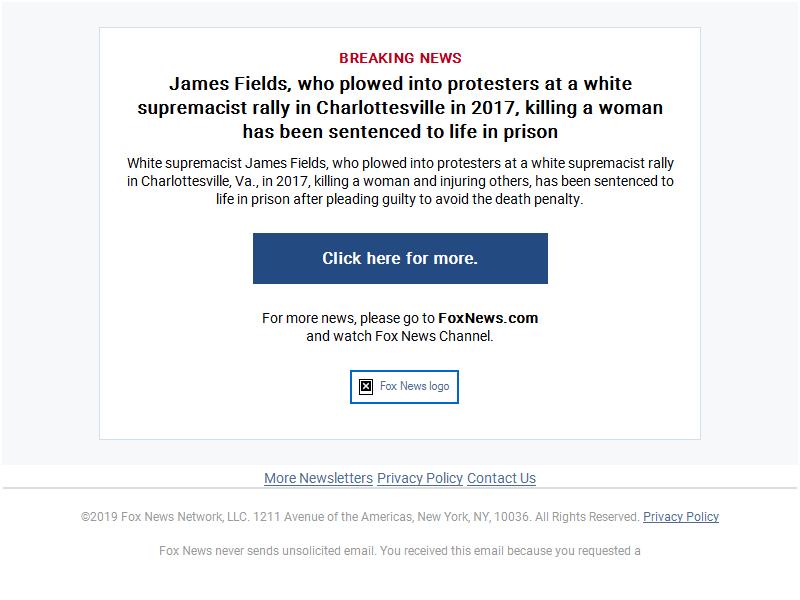 BREAKING NEWS
James Fields, who plowed into protesters at a white
supremacist rally in Charlottesville in 2017, killing a woman
has been sentenced to life in prison
White supremacist James Fields, who plowed into protesters at a white supremacist rally
in Charlottesville, Va., in 2017, killing a woman and injuring others, has been sentenced to
life in prison after pleading guilty to avoid the death penalty.
Click here for more.
For more news, please go to FoxNews.com
and watch Fox News Channel.
Fox News logo
More Newsletters Privacy Policy Contact Us
©2019 Fox News Network, LLC. 1211 Avenue of the Americas, New York, NY, 10036. All Rights Reserved. Privacy Policy
Fox News never sends unsolicited email. You received this email because you requested a